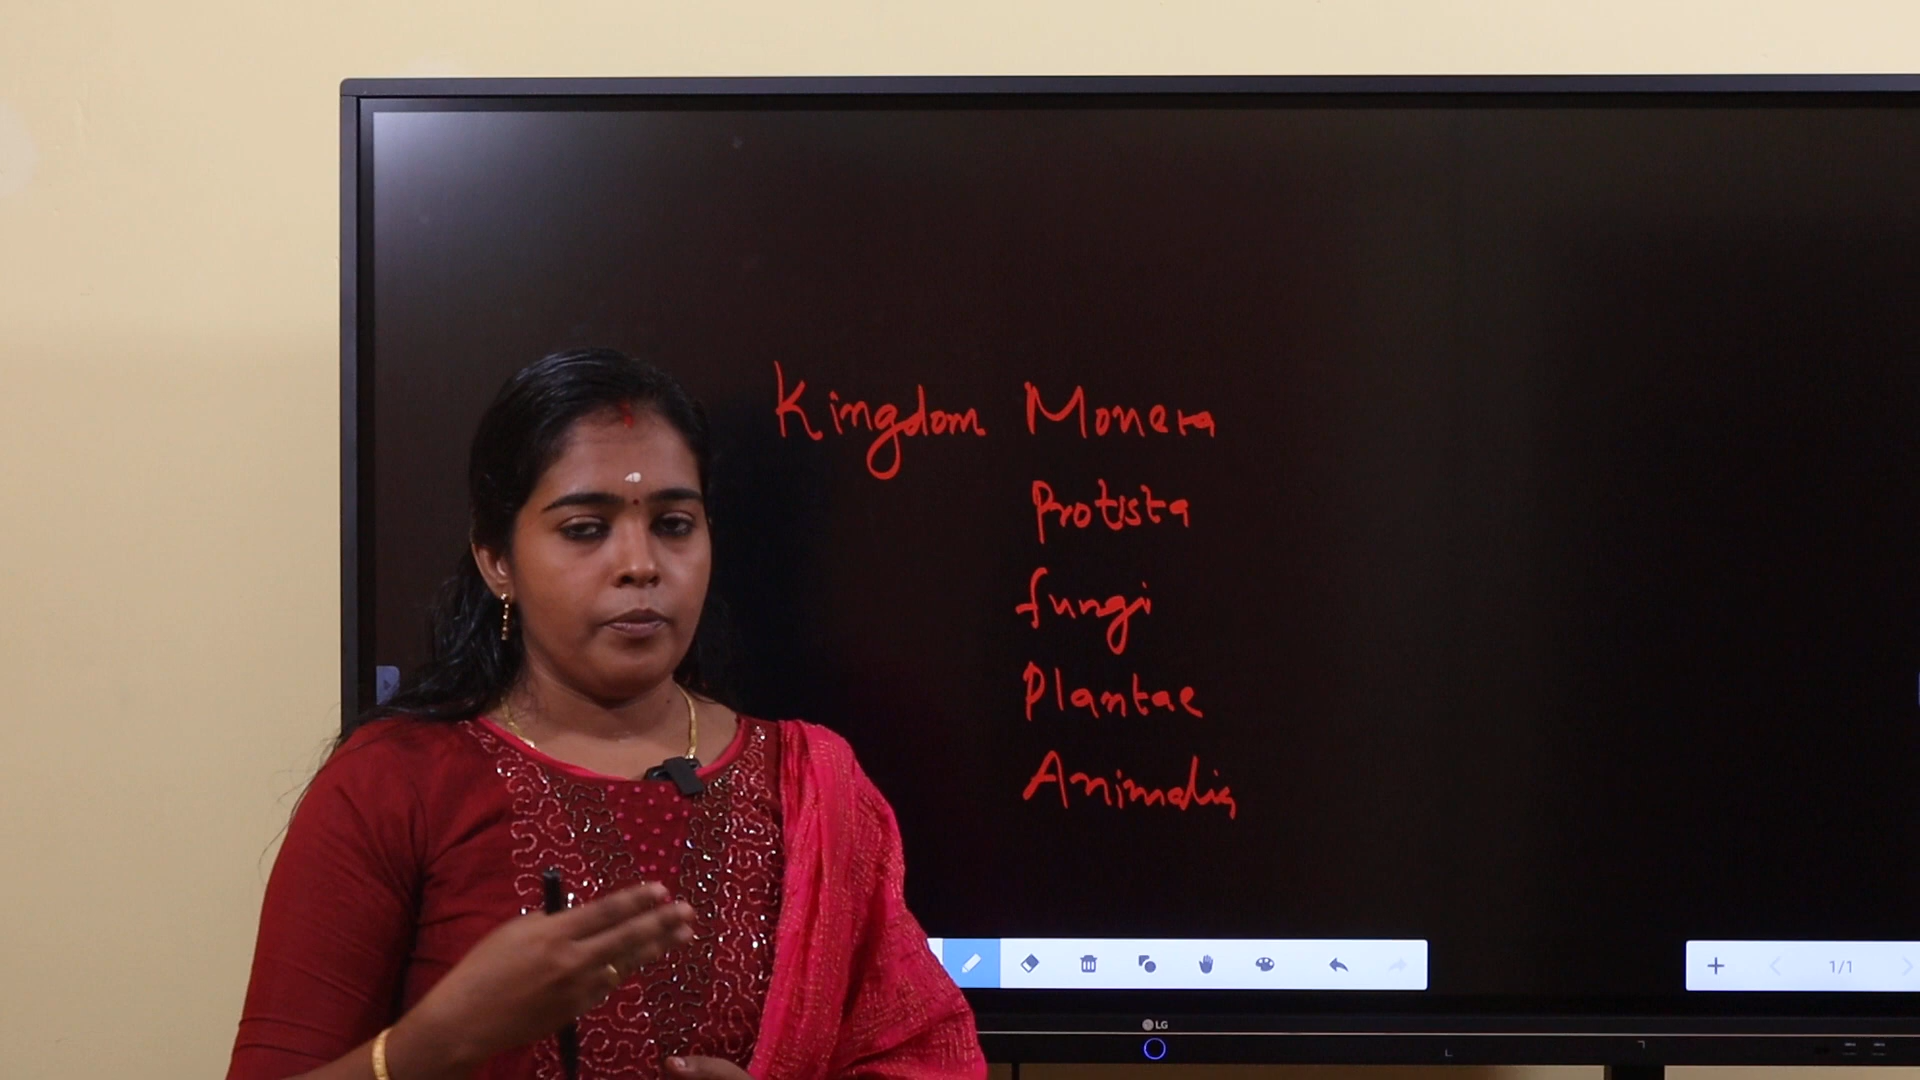 Kingdom Monera
Protista
fungi
Plantae
Animalia
1/1
LG